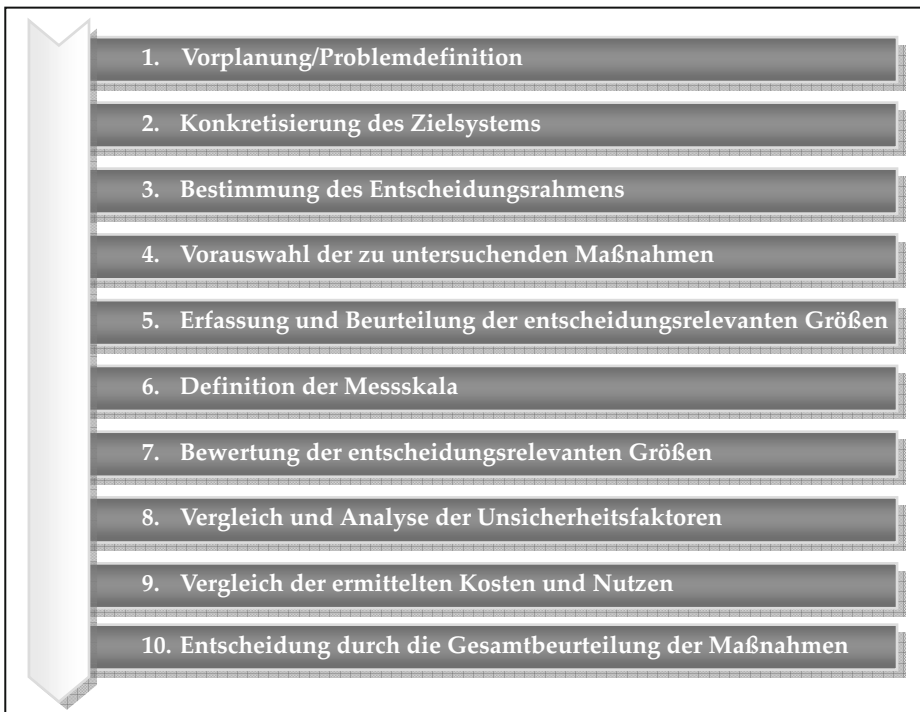 1. Vorplanung/Problemdefinition
2. Konkretisierung des Zielsystems
3. Bestimmung des Entscheidungsrahmens
4. Vorauswahl der zu untersuchenden Maßnahmen
5. Erfassung und Beurteilung der entscheidungsrelevanten Größen
6. Definition der Messskala
7. Bewertung der entscheidungsrelevanten Größen
8. Vergleich und Analyse der Unsicherheitsfaktoren
9. Vergleich der ermittelten Kosten und Nutzen
10. Entscheidung durch die Gesamtbeurteilung der Maßnahmen